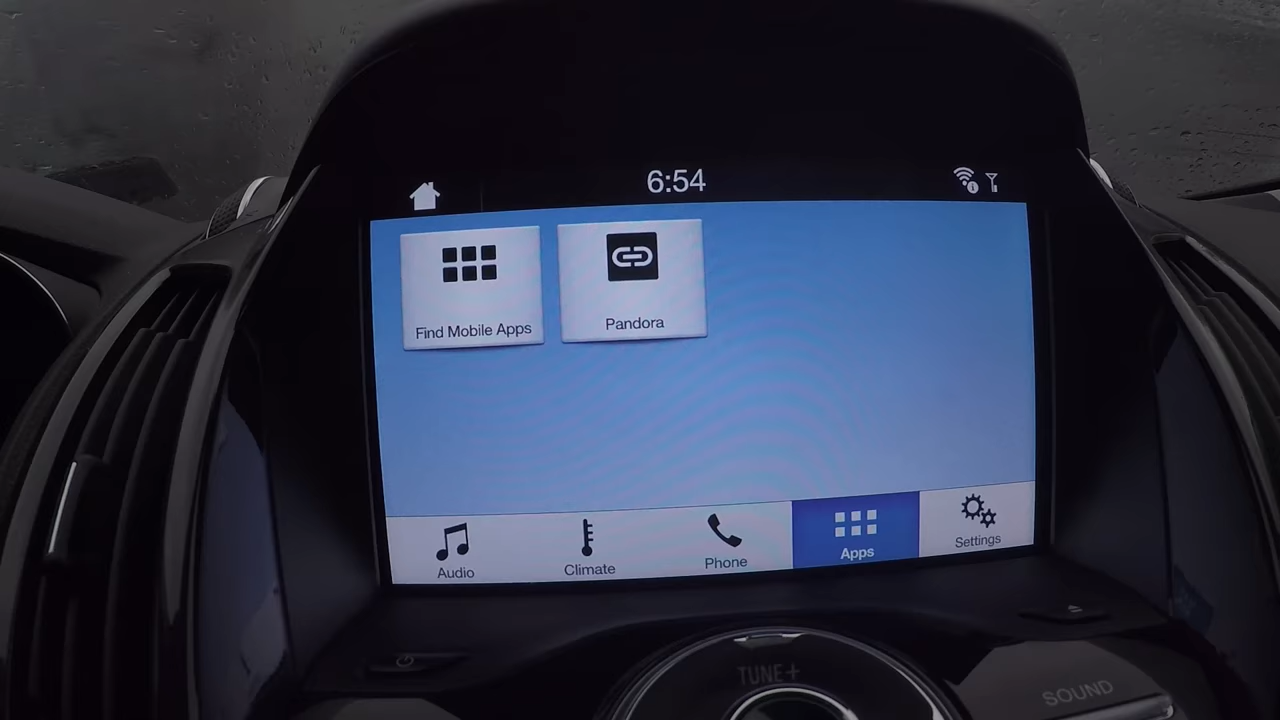 6:54
Find Mobile Apps
Pandora
Audio
Climate
Phone
Apps
Settings
TUNE+
SOUND